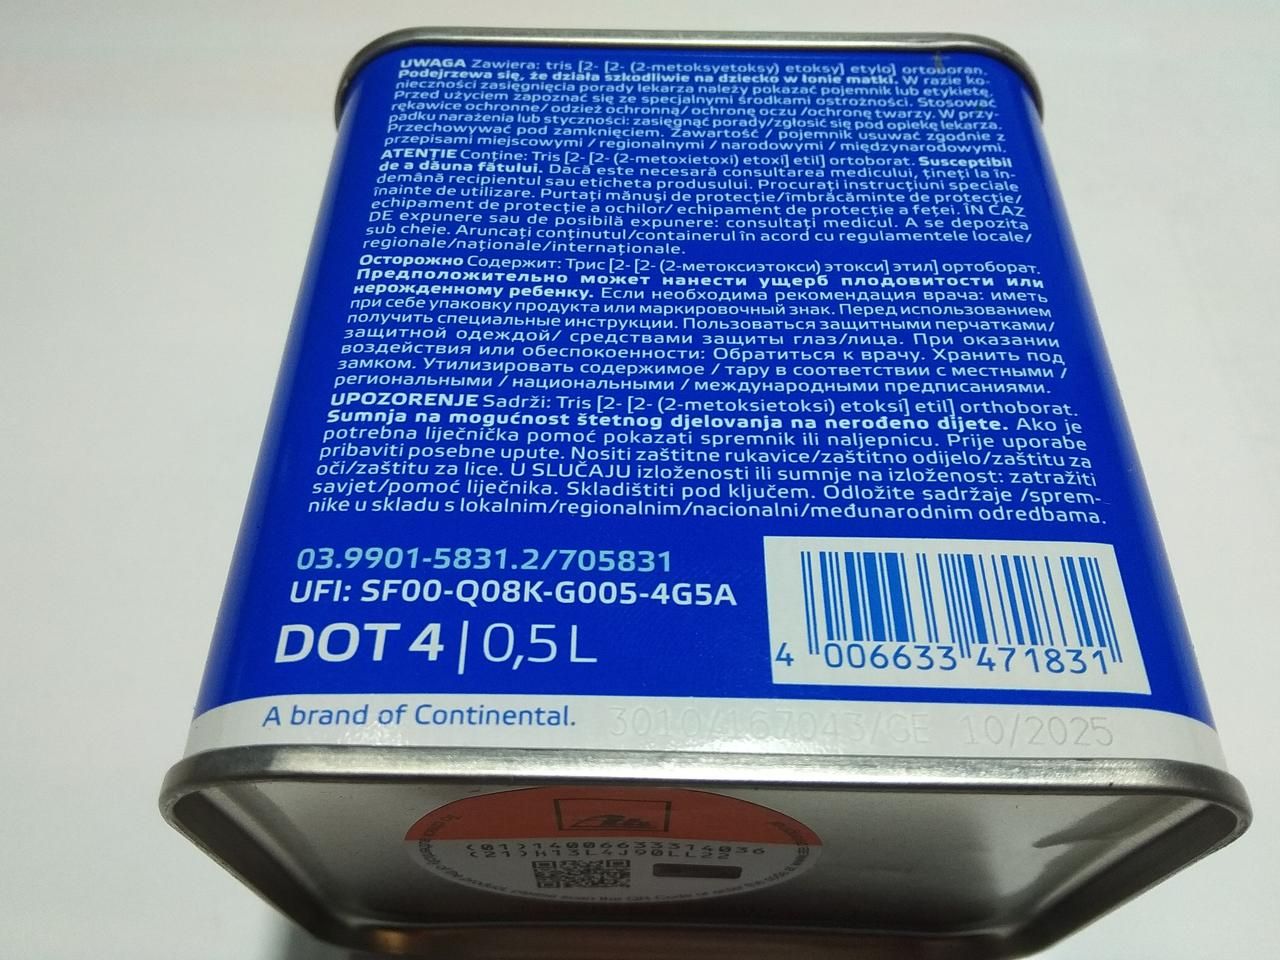 UWAGA Zawiera: tris [2- [2- (2-metoksyetoksy) etoksy] etylo] ortoboran.
Podejrzewa się, że działa szkodliwie na dziecko w łonie matki. W razie ko-
nieczności zasięgnięcia porady lekarza należy pokazać pojemnik lub etykietę.
Przed użyciem zapoznać się ze specjalnymi środkami ostrożności. Stosować
rękawice ochronne/ odzież ochronną/ ochronę oczu /ochronę twarzy. W przy-
padku narażenia lub styczności: zasięgnąć porady/zgłosić się pod opiekę lekarza.
Przechowywać pod zamknięciem. Zawartość / pojemnik usuwać zgodnie z
przepisami miejscowymi / regionalnymi / narodowymi / międzynarodowymi.
ATENȚIE Conține: Tris [2- [2- (2-metoxietoxi) etoxi] etil] ortoborat. Susceptibil
de a dăuna fătului. Dacă este necesară consultarea medicului, țineți la în-
demână recipientul sau eticheta produsului. Procurați instrucțiuni speciale
înainte de utilizare. Purtați mănuși de protecție/îmbrăcăminte de protecție/
echipament de protecție a ochilor/ echipament de protecție a feței. ÎN CAZ
DE expunere sau de posibilă expunere: consultați medicul. A se depozita
sub cheie. Aruncați conținutul/containerul în acord cu regulamentele locale/
regionale/naționale/internaționale.
Осторожно Содержит: Трис [2- [2- (2-метоксиэтокси) этокси] этил] ортоборат.
Предположительно может нанести ущерб плодовитости или
нерожденному ребенку. Если необходима рекомендация врача: иметь
при себе упаковку продукта или маркировочный знак. Перед использованием
получить специальные инструкции. Пользоваться защитными перчатками/
защитной одеждой/ средствами защиты глаз/лица. При оказании
воздействия или обеспокоенности: Обратиться к врачу. Хранить под
замком. Утилизировать содержимое / тару в соответствии с местными /
региональными / национальными / международными предписаниями.
UPOZORENJE Sadrži: Tris [2- [2- (2-metoksietoksi) etoksi] etil] orthoborat.
Sumnja na mogućnost štetnog djelovanja na nerođeno dijete. Ako je
potrebna liječnička pomoć pokazati spremnik ili naljepnicu. Prije uporabe
pribaviti posebne upute. Nositi zaštitne rukavice/zaštitno odijelo/zaštitu za
oči/zaštitu za lice. U SLUČAJU izloženosti ili sumnje na izloženost: zatražiti
savjet/pomoć liječnika. Skladištiti pod ključem. Odložite sadržaje /sprem-
nike u skladu s lokalnim/regionalnim/nacionalni/međunarodnim odredbama.
03.9901-5831.2/705831
UFI: SF00-Q08K-G005-4G5A
DOT 4 | 0,5 L
4 006633 471831
A brand of Continental.
3010/167043/GE 10/2025
ATE
(01)14006633314036
(21)H13L4J90LL22